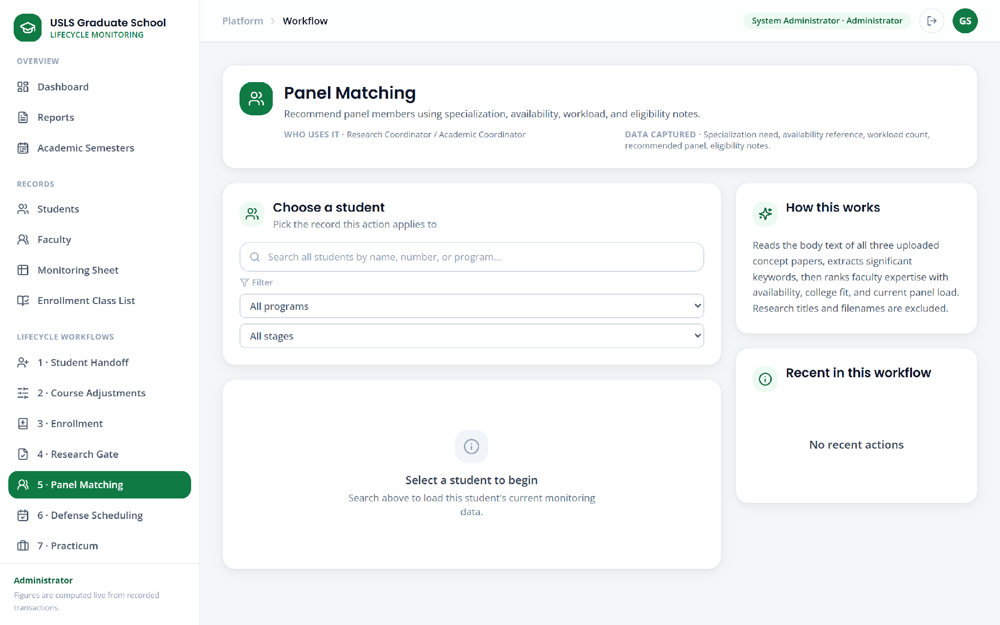 USLS Graduate School
LIFECYCLE MONITORING
OVERVIEW
Dashboard
Reports
Academic Semesters
RECORDS
Students
Faculty
Monitoring Sheet
Enrollment Class List
LIFECYCLE WORKFLOWS
1 · Student Handoff
2 · Course Adjustments
3 · Enrollment
4 · Research Gate
5 · Panel Matching
6 · Defense Scheduling
7 · Practicum
Administrator
Figures are computed live from recorded
transactions.
Platform
Workflow
System Administrator · Administrator
GS
Panel Matching
Recommend panel members using specialization, availability, workload, and eligibility notes.
WHO USES IT · Research Coordinator / Academic Coordinator
DATA CAPTURED · Specialization need, availability reference, workload count,
recommended panel, eligibility notes.
Choose a student
Pick the record this action applies to
Search all students by name, number, or program...
Filter
All programs
All stages
Select a student to begin
Search above to load this student's current monitoring
data.
How this works
Reads the body text of all three uploaded
concept papers, extracts significant
keywords, then ranks faculty expertise with
availability, college fit, and current panel load.
Research titles and filenames are excluded.
Recent in this workflow
No recent actions